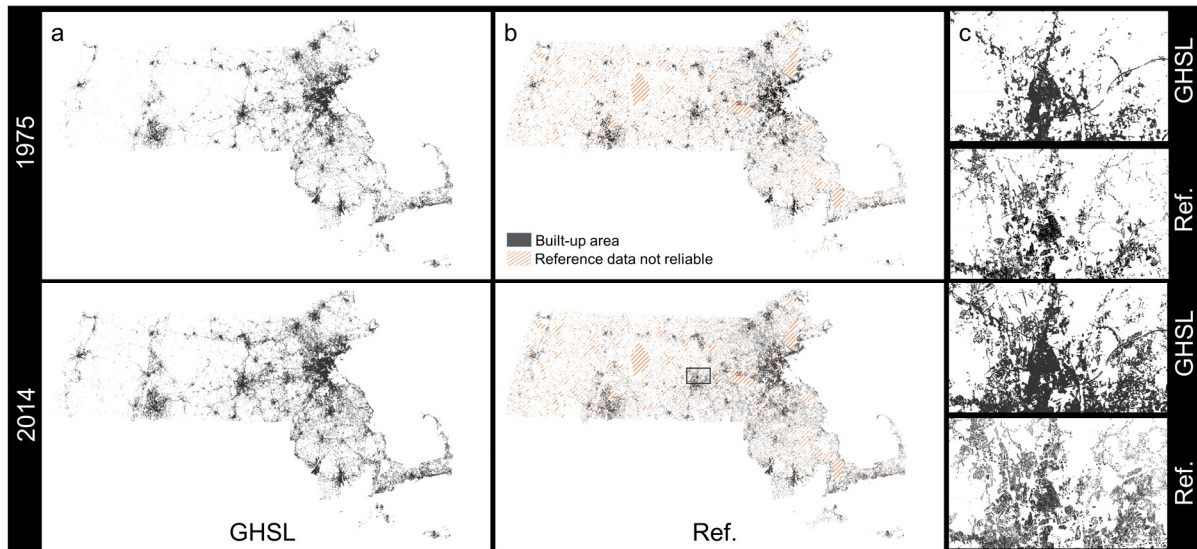 a
b
c
1975
GHSL
Built-up area
Reference data not reliable
Ref.
2014
GHSL
GHSL
Ref.
Ref.